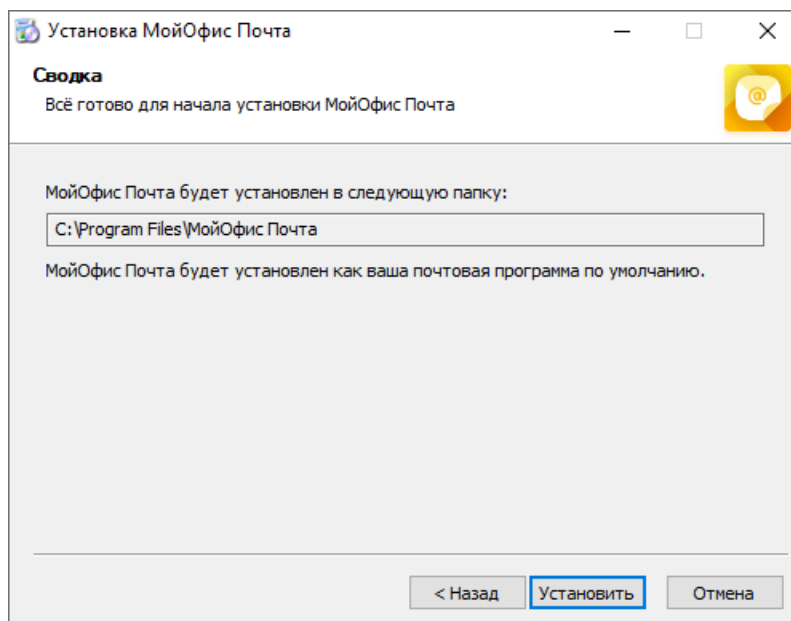 Установка МойОфис Почта
Сводка
Всё готово для начала установки МойОфис Почта
@
МойОфис Почта будет установлен в следующую папку:
C:\Program Files\МойОфис Почта
МойОфис Почта будет установлен как ваша почтовая программа по умолчанию.
< Назад
Установить
Отмена